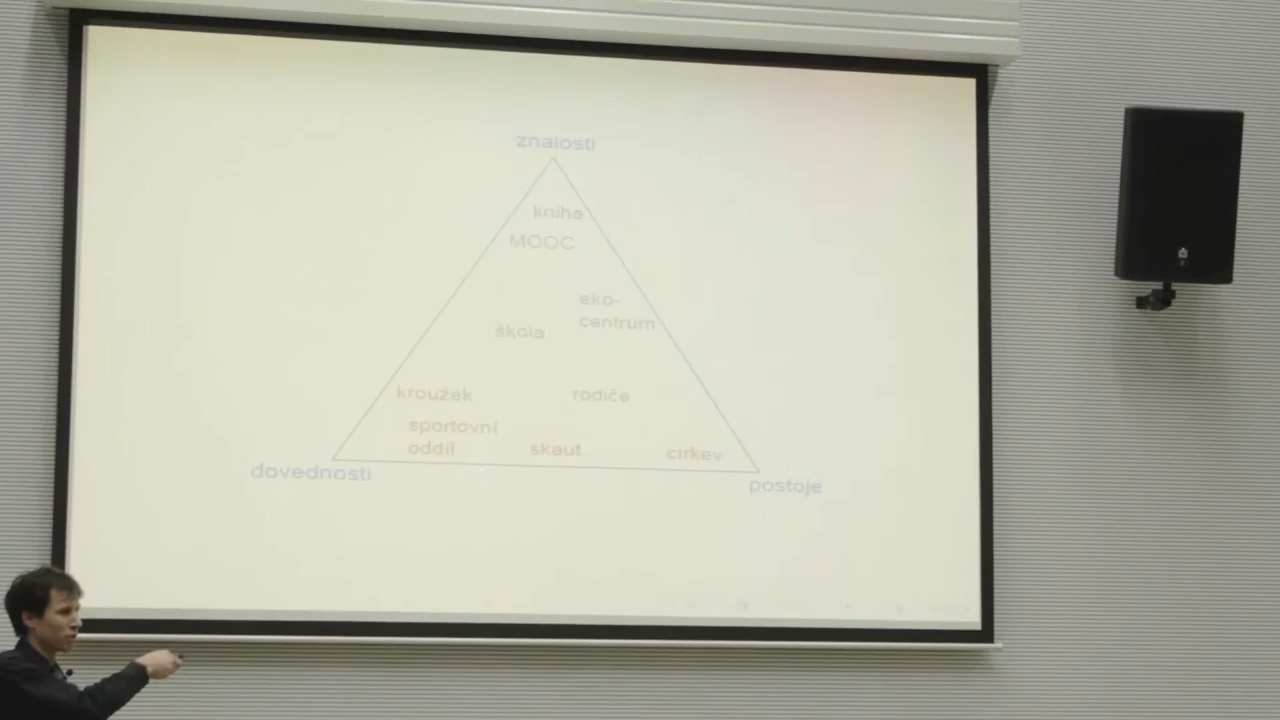 znalosti
kniha
MOOC
eko-
centrum
škola
kroužek
rodiče
sportovní
oddíl
skaut
církev
dovednosti
postoje